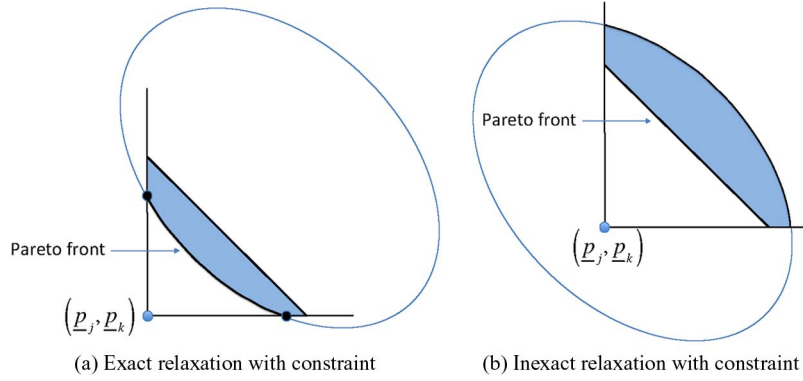 Pareto front
(p_j, p_k)
(a) Exact relaxation with constraint
Pareto front
(p_j, p_k)
(b) Inexact relaxation with constraint